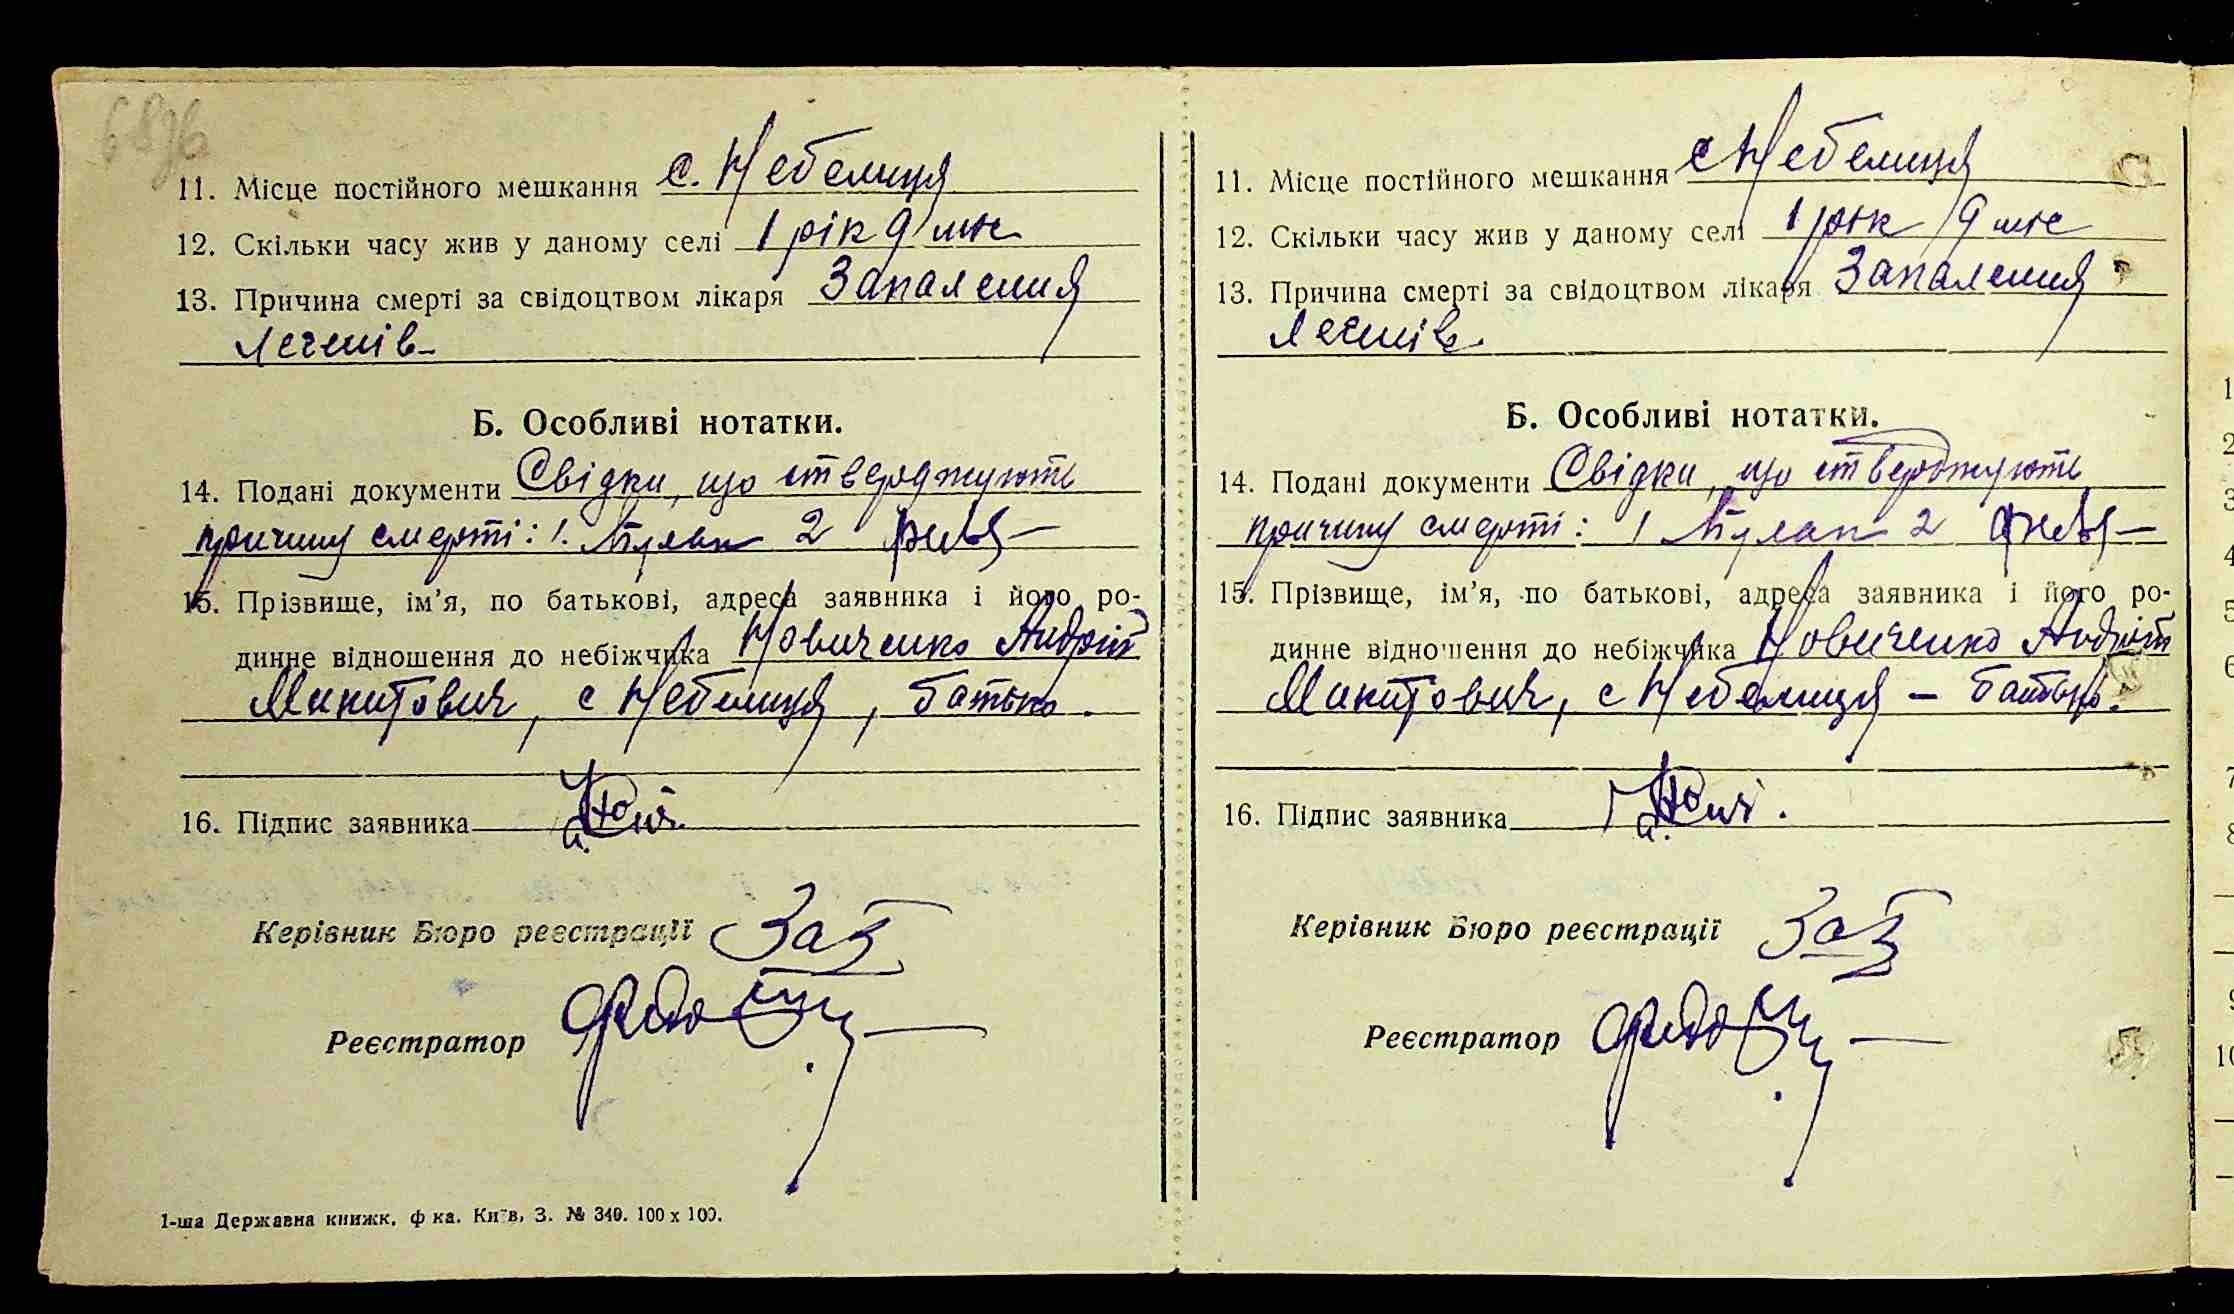 11. Місце постійного мешкання с. Небелиця
12. Скільки часу жив у даному селі 1 рік 9 міс
13. Причина смерті за свідоцтвом лікаря Запалення
легенів
Б. Особливі нотатки.
14. Подані документи Свідки, що стверджують
причину смерті: 1. 2
15. Прізвище, ім'я, по батькові, адреса заявника і його ро-
динне відношення до небіжчика Новиченко Андрій
Микитович, с Небелиця, батько.
16. Підпис заявника
Керівник Бюро реєстрації
Реєстратор
1-ша Державна книжк. ф ка. Київ, З. № 340. 100 х 100.
11. Місце постійного мешкання с Небелиця
12. Скільки часу жив у даному селі 1 рік 9 міс
13. Причина смерті за свідоцтвом лікаря Запалення
легенів.
Б. Особливі нотатки.
14. Подані документи Свідки, що стверджують
причину смерті: 1 2
15. Прізвище, ім'я, по батькові, адреса заявника і його ро-
динне відношення до небіжчика Новиченко Андрій
Микитович, с Небелиця – батько.
16. Підпис заявника
Керівник Бюро реєстрації
Реєстратор